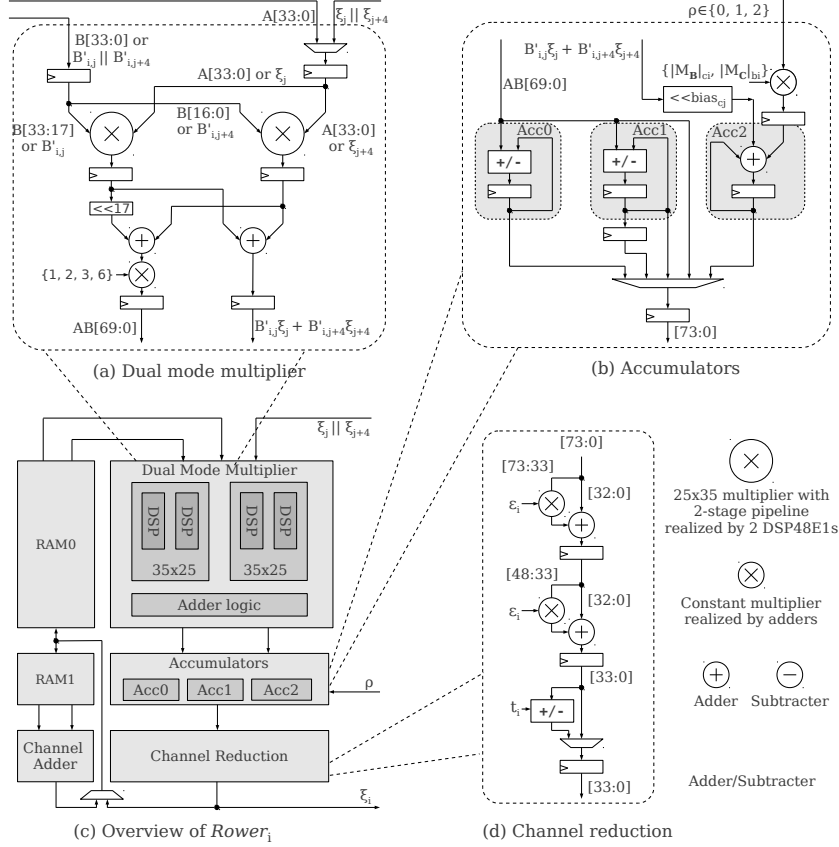 A[33:0]
ξj || ξj+4
B[33:0] or
B'i,j || B'i,j+4
A[33:0] or ξj
B[16:0]
or B'i,j+4
B[33:17]
or B'i,j
A[33:0]
or ξj+4
<<17
{1, 2, 3, 6}
AB[69:0]
B'i,jξj + B'i,j+4ξj+4
(a) Dual mode multiplier
ρ∈{0, 1, 2}
B'i,jξj + B'i,j+4ξj+4
AB[69:0]
{|MB|ci, |MC|bi}
<<biascj
Acc0
Acc1
Acc2
+/-
+/-
[73:0]
(b) Accumulators
ξj || ξj+4
Dual Mode Multiplier
DSP
DSP
DSP
DSP
35x25
35x25
RAM0
Adder logic
RAM1
Accumulators
Acc0
Acc1
Acc2
ρ
Channel
Adder
Channel Reduction
ξi
(c) Overview of Roweri
[73:0]
[73:33]
[32:0]
εi
[48:33]
[32:0]
εi
[33:0]
ti
+/-
[33:0]
(d) Channel reduction
25x35 multiplier with
2-stage pipeline
realized by 2 DSP48E1s
Constant multiplier
realized by adders
Adder
Subtracter
Adder/Subtracter